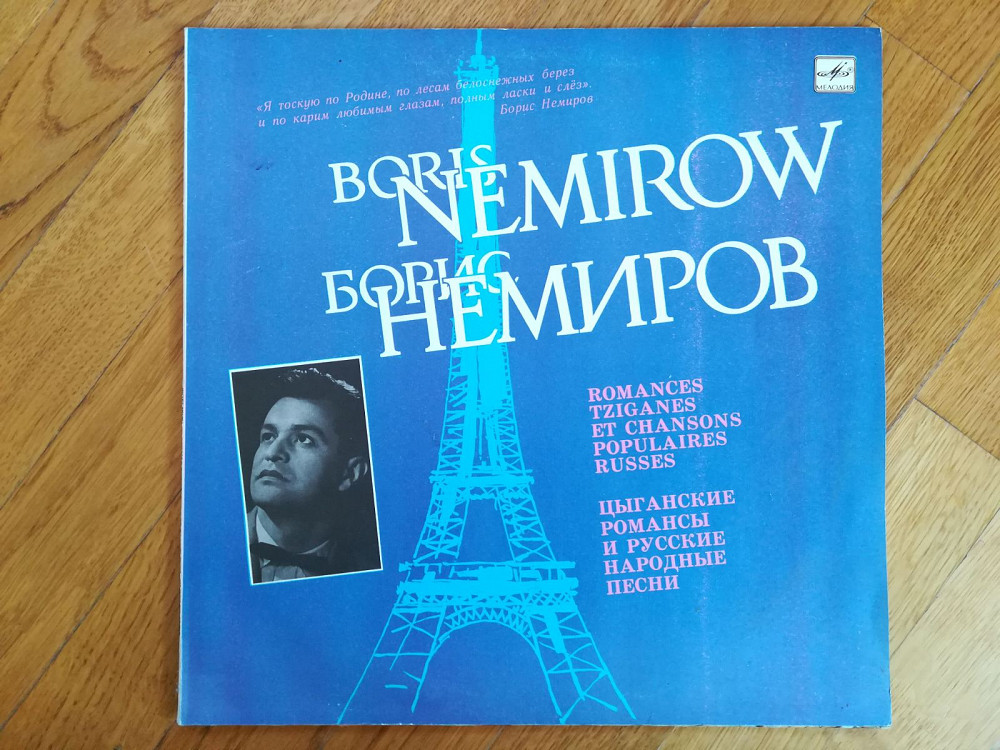 «Я тоскую по Родине, по лесам белоснежных берез
и по карим любимым глазам, полным ласки и слёз».
Борис Немиров
МЕЛОДИЯ
BORIS
NEMIROW
БОРИС
НЕМИРОВ
ROMANCES
TZIGANES
ET CHANSONS
POPULAIRES
RUSSES
ЦЫГАНСКИЕ
РОМАНСЫ
И РУССКИЕ
НАРОДНЫЕ
ПЕСНИ